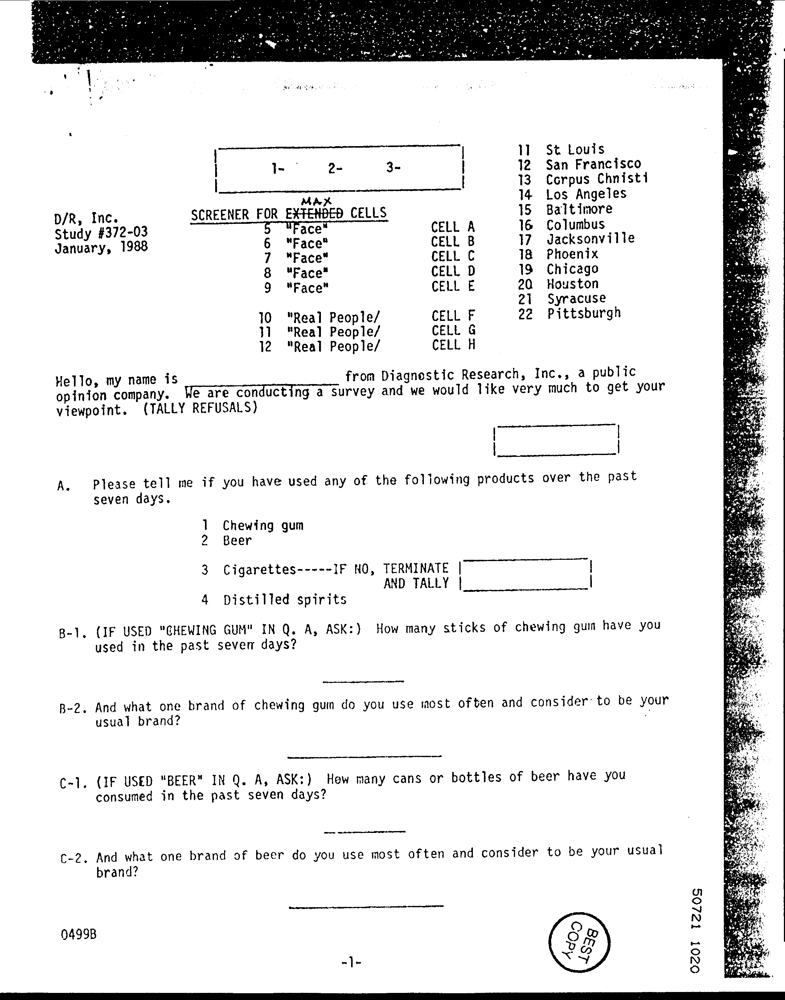 11 St Louis
12 San Francisco
13 Corpus Christi
14 Los Angeles
15 Baltimore
16 Columbus
17 Jacksonville
18 Phoenix
19 Chicago
20 Houston
21 Syracuse
22 Pittsburgh
1- 2- 3-
D/R, Inc.
Study #372-03
January, 1988
MAX
SCREENER FOR EXTENDED CELLS
5 "Face" CELL A
6 "Face" CELL B
7 "Face" CELL C
8 "Face" CELL D
9 "Face" CELL E
10 "Real People/ CELL F
11 "Real People/ CELL G
12 "Real People/ CELL H
Hello, my name is ____________________ from Diagnostic Research, Inc., a public
opinion company. We are conducting a survey and we would like very much to get your
viewpoint. (TALLY REFUSALS)
A. Please tell me if you have used any of the following products over the past
seven days.
1 Chewing gum
2 Beer
3 Cigarettes-----IF NO, TERMINATE
AND TALLY
4 Distilled spirits
B-1. (IF USED "CHEWING GUM" IN Q. A, ASK:) How many sticks of chewing gum have you
used in the past seven days?
B-2. And what one brand of chewing gum do you use most often and consider to be your
usual brand?
C-1. (IF USED "BEER" IN Q. A, ASK:) How many cans or bottles of beer have you
consumed in the past seven days?
C-2. And what one brand of beer do you use most often and consider to be your usual
brand?
0499B
-1-
BEST
COPY
50721 1020